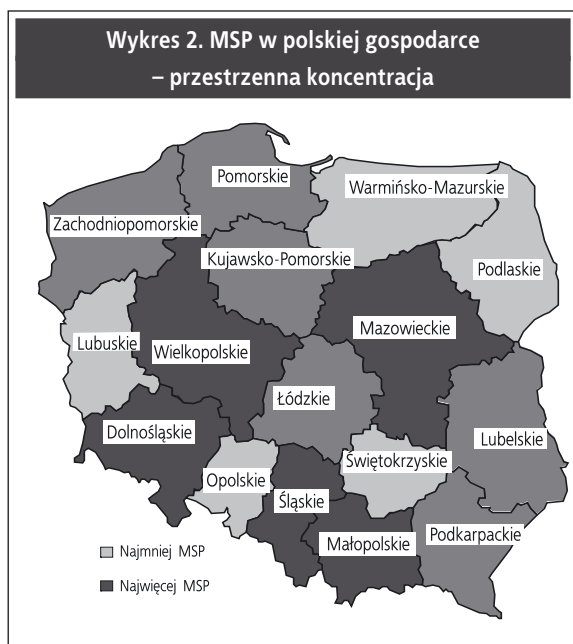 Wykres 2. MSP w polskiej gospodarce
– przestrzenna koncentracja
Pomorskie
Warmińsko-Mazurskie
Zachodniopomorskie
Kujawsko-Pomorskie
Podlaskie
Mazowieckie
Lubuskie
Wielkopolskie
Łódzkie
Dolnośląskie
Lubelskie
Świętokrzyskie
Opolskie
Śląskie
Podkarpackie
Małopolskie
Najmniej MSP
Najwięcej MSP